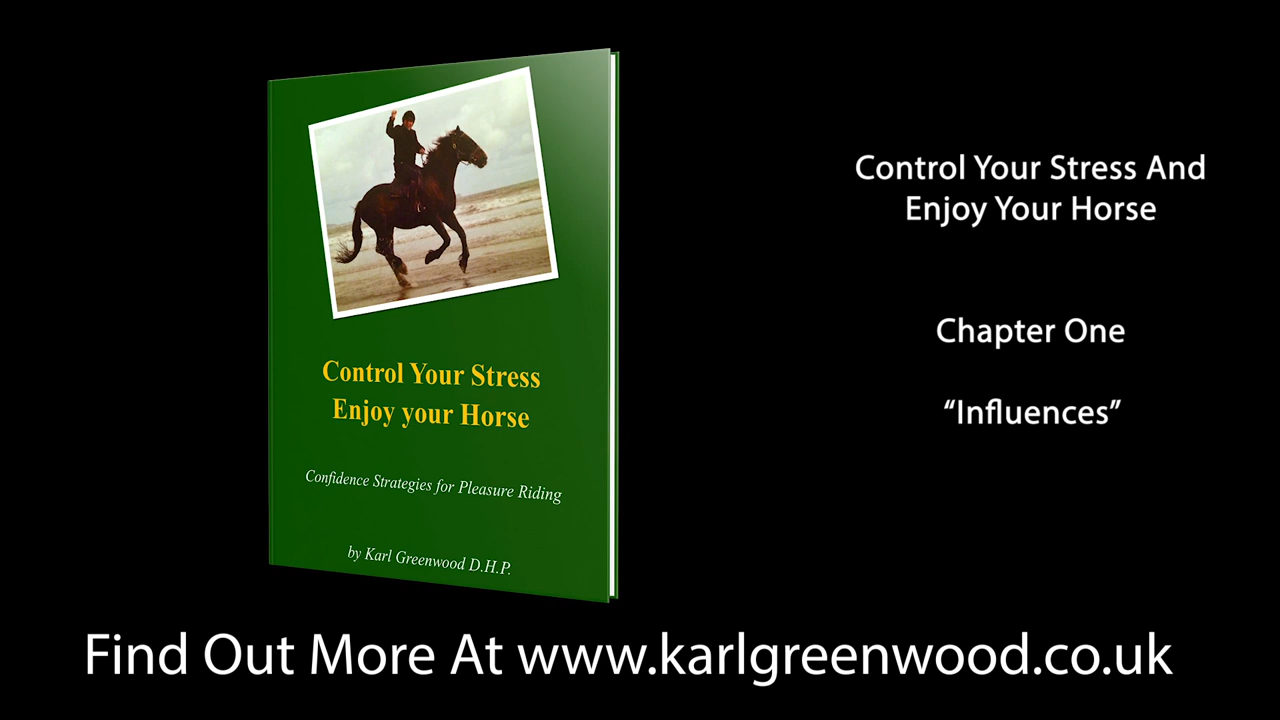 Control Your Stress
Enjoy your Horse
Confidence Strategies for Pleasure Riding
by Karl Greenwood D.H.P.
Control Your Stress And
Enjoy Your Horse
Chapter One
“Influences”
Find Out More At www.karlgreenwood.co.uk